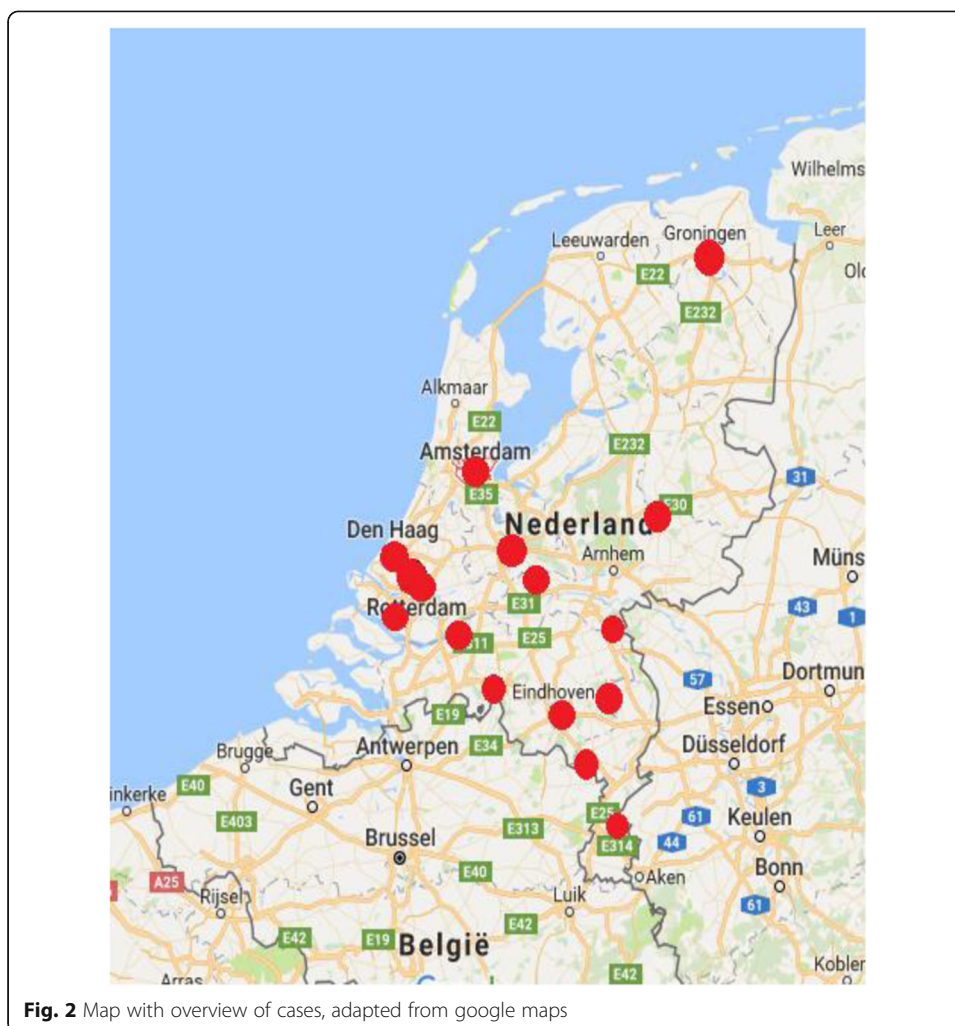 Wilhelms
Groningen
Leer
Leeuwarden
Olc
E22
E232
Alkmaar
E22
E232
Amsterdam
31
E35
E30
Den Haag
Nederland
Arnhem
Müns
Rotterdam
E31
43
1
E25
E311
Dortmun
57
Eindhoven
Essen
E19
Antwerpen
E34
Düsseldorf
Brugge
E40
3
inkerke
Gent
E25
61
Keulen
E403
E313
E314
44
Brussel
Bonn
E40
Aken
A25
Rijsel
Luik
61
E42
E42
E19
België
Koblen
E42
Arras
Fig. 2 Map with overview of cases, adapted from google maps